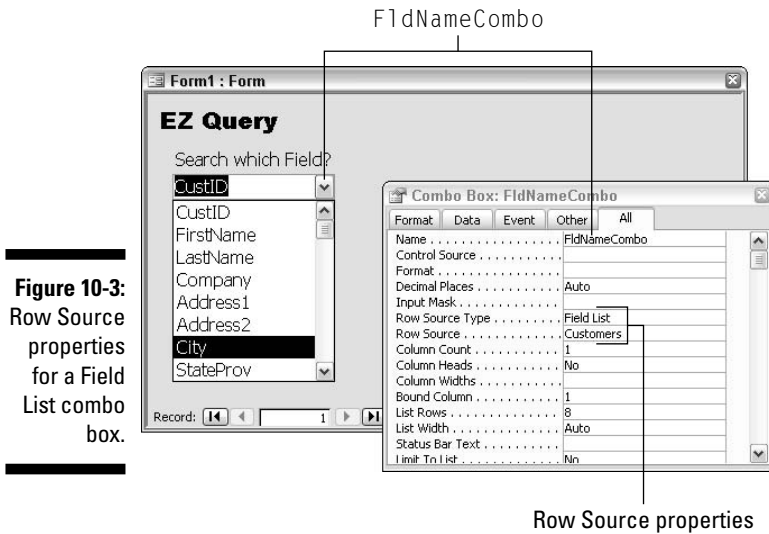 FldNameCombo
Form1 : Form
EZ Query
Search which Field?
CustID
CustID
FirstName
LastName
Company
Address1
Address2
City
StateProv
Record: 1
Combo Box: FldNameCombo
Format Data Event Other All
Name . . . . . . . . . . . . . . . . . FldNameCombo
Control Source . . . . . . . . . . .
Format . . . . . . . . . . . . . . . .
Decimal Places . . . . . . . . . . . Auto
Input Mask . . . . . . . . . . . . .
Row Source Type . . . . . . . . . Field List
Row Source . . . . . . . . . . . . . Customers
Column Count . . . . . . . . . . . 1
Column Heads . . . . . . . . . . . No
Column Widths . . . . . . . . . . .
Bound Column . . . . . . . . . . . 1
List Rows . . . . . . . . . . . . . . . 8
List Width . . . . . . . . . . . . . . Auto
Status Bar Text . . . . . . . . . .
Limit To List . . . . . . . . . . . . . No
Figure 10-3:
Row Source
properties
for a Field
List combo
box.
Row Source properties